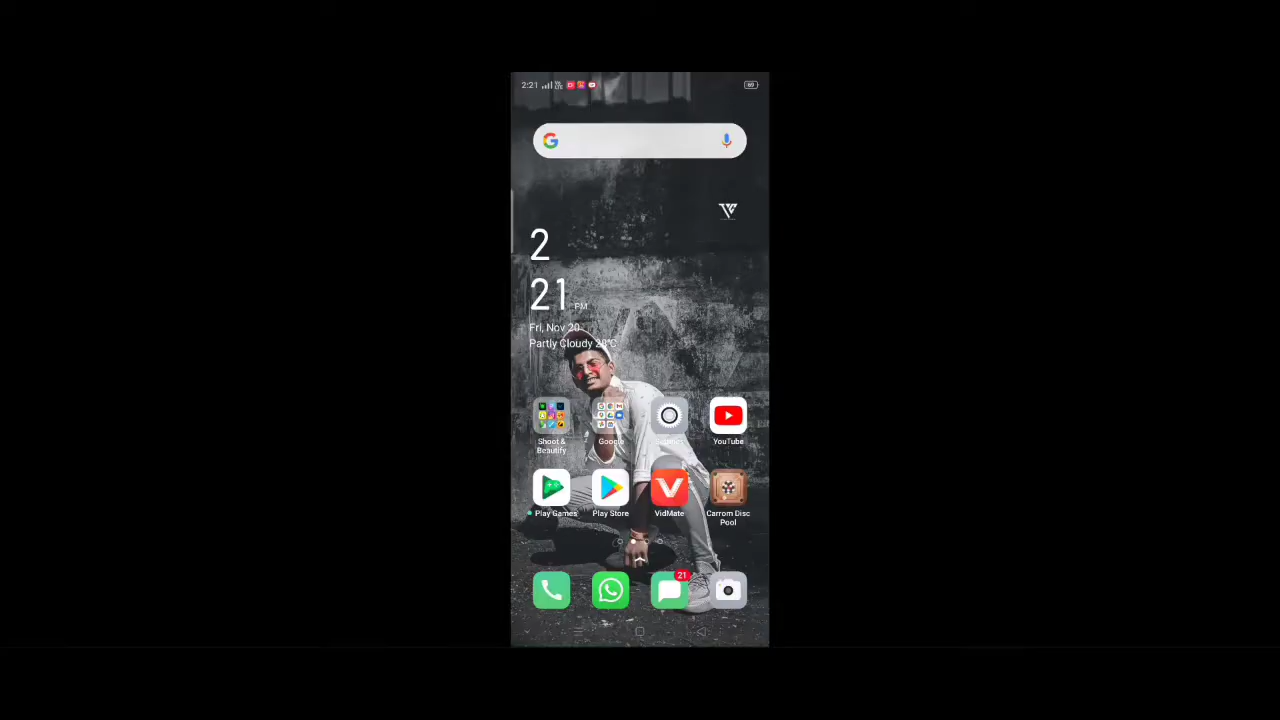 2:21
69
2
21 PM
Fri, Nov 20
Partly Cloudy 28°C
Shoot & Beautify
Google
YouTube
Play Games
Play Store
VidMate
Carrom Disc Pool
21